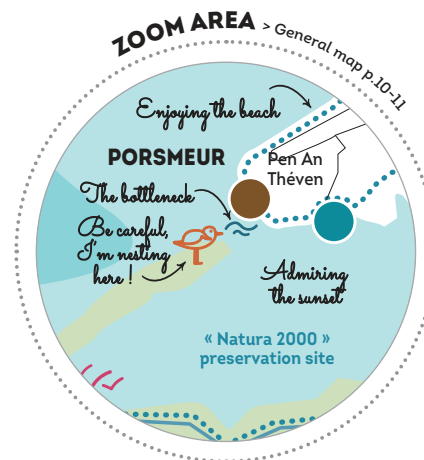 ZOOM AREA > General map p.10-11
Enjoying the beach
PORSMEUR
Pen An
Théven
The bottleneck
Be careful,
I'm nesting
here !
Admiring
the sunset
« Natura 2000 »
preservation site